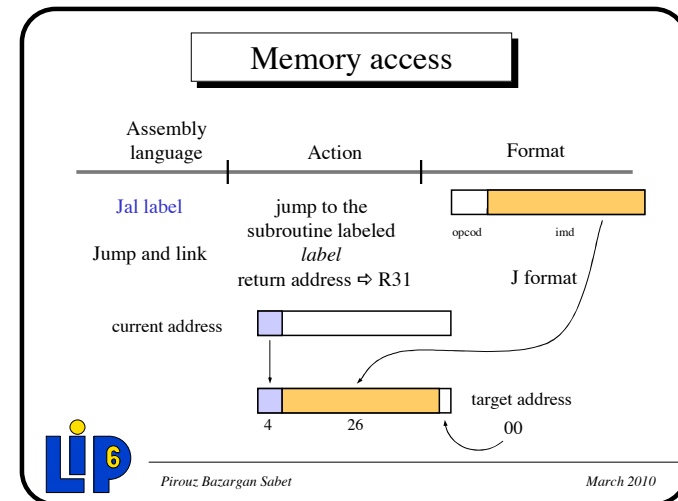 Memory access
Assembly
language
Action
Format
Jal label
Jump and link
jump to the
subroutine labeled
label
return address ⇨ R31
opcod
imd
J format
current address
target address
4
26
00
LIP6
Pirouz Bazargan Sabet
March 2010